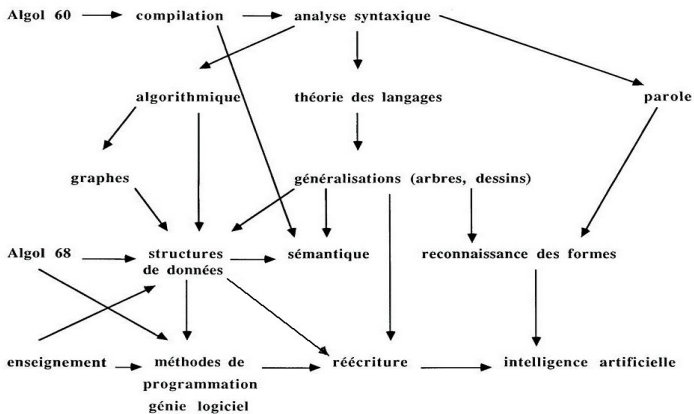 Algol 60 compilation analyse syntaxique
algorithmique théorie des langages parole
graphes généralisations (arbres, dessins)
Algol 68 structures sémantique reconnaissance des formes
de données
enseignement méthodes de réécriture intelligence artificielle
programmation
génie logiciel